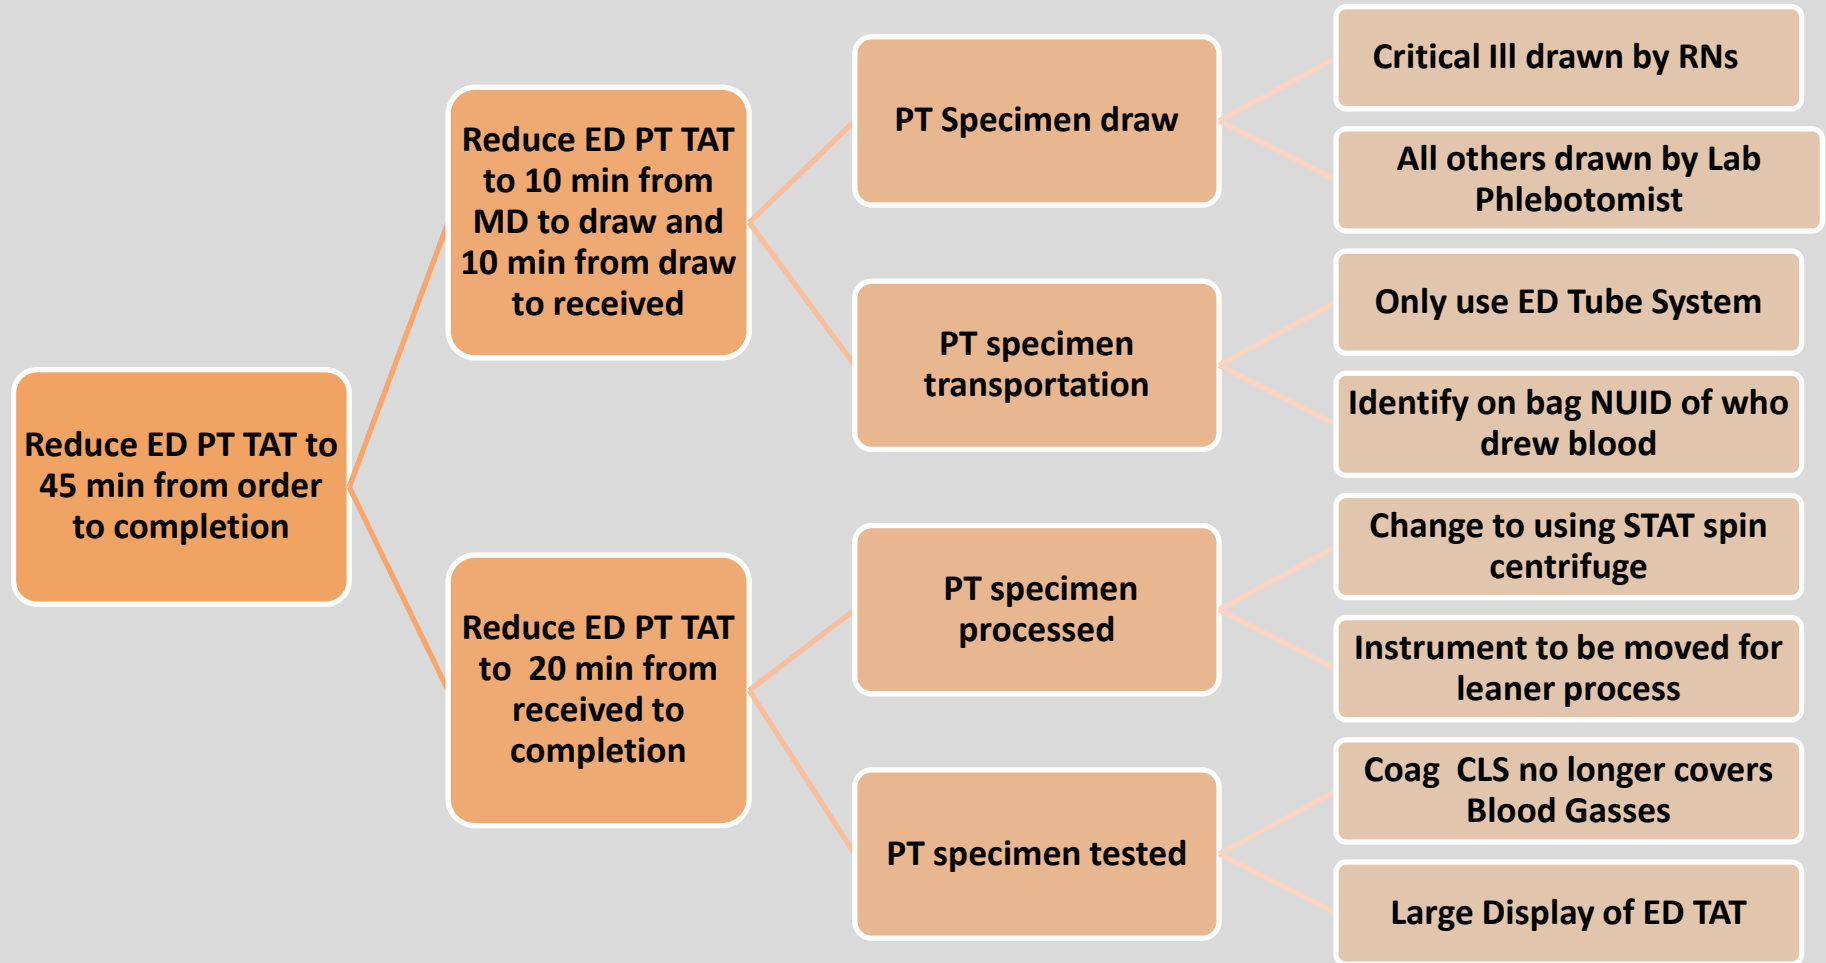 Reduce ED PT TAT to
45 min from order
to completion
Reduce ED PT TAT
to 10 min from
MD to draw and
10 min from draw
to received
Reduce ED PT TAT
to 20 min from
received to
completion
PT Specimen draw
PT specimen
transportation
PT specimen
processed
PT specimen tested
Critical Ill drawn by RNs
All others drawn by Lab
Phlebotomist
Only use ED Tube System
Identify on bag NUID of who
drew blood
Change to using STAT spin
centrifuge
Instrument to be moved for
leaner process
Coag CLS no longer covers
Blood Gasses
Large Display of ED TAT